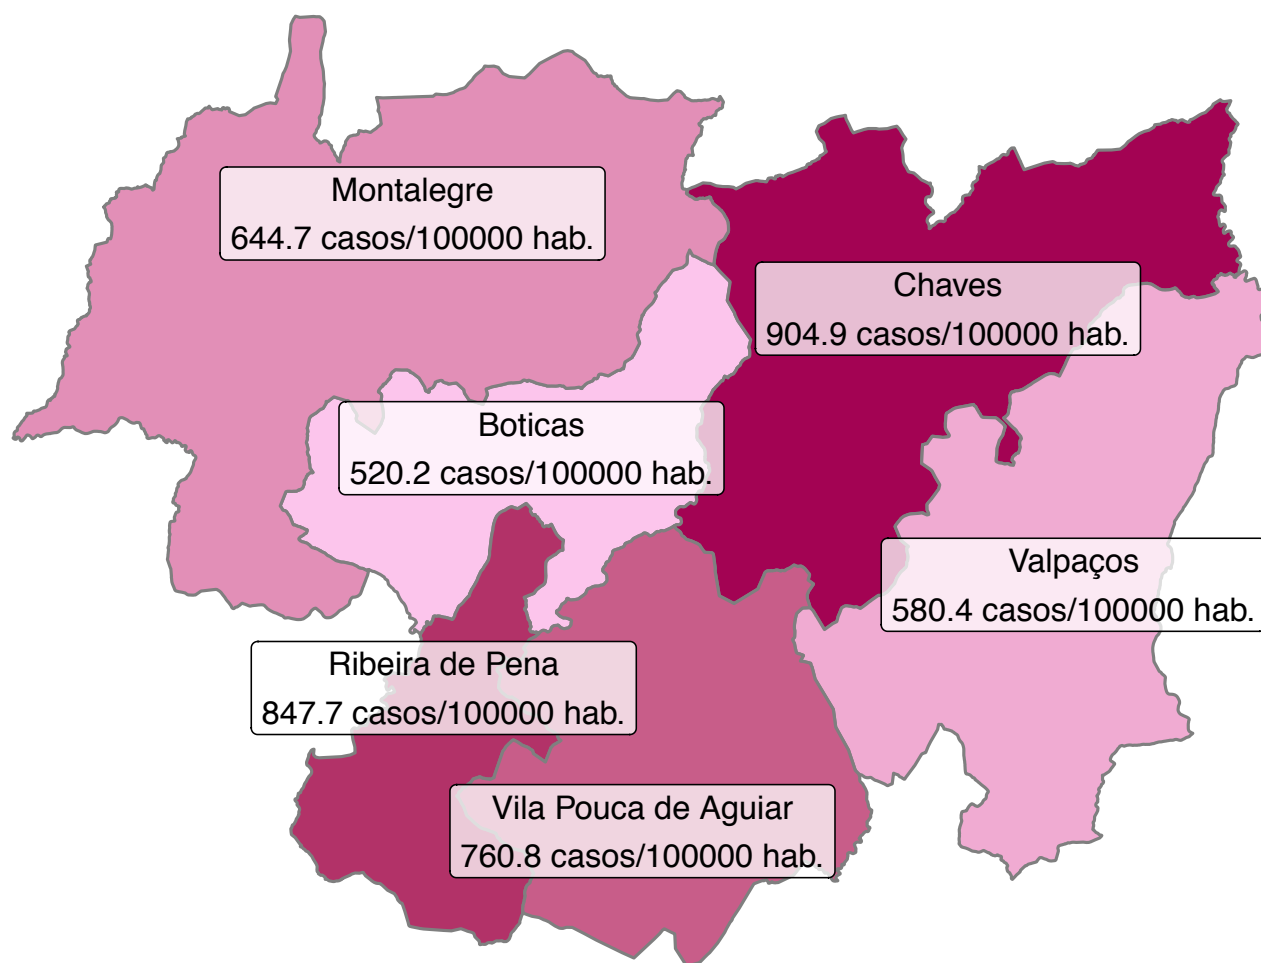 Montalegre
644.7 casos/100000 hab.
Chaves
904.9 casos/100000 hab.
Boticas
520.2 casos/100000 hab.
Valpaços
580.4 casos/100000 hab.
Ribeira de Pena
847.7 casos/100000 hab.
Vila Pouca de Aguiar
760.8 casos/100000 hab.